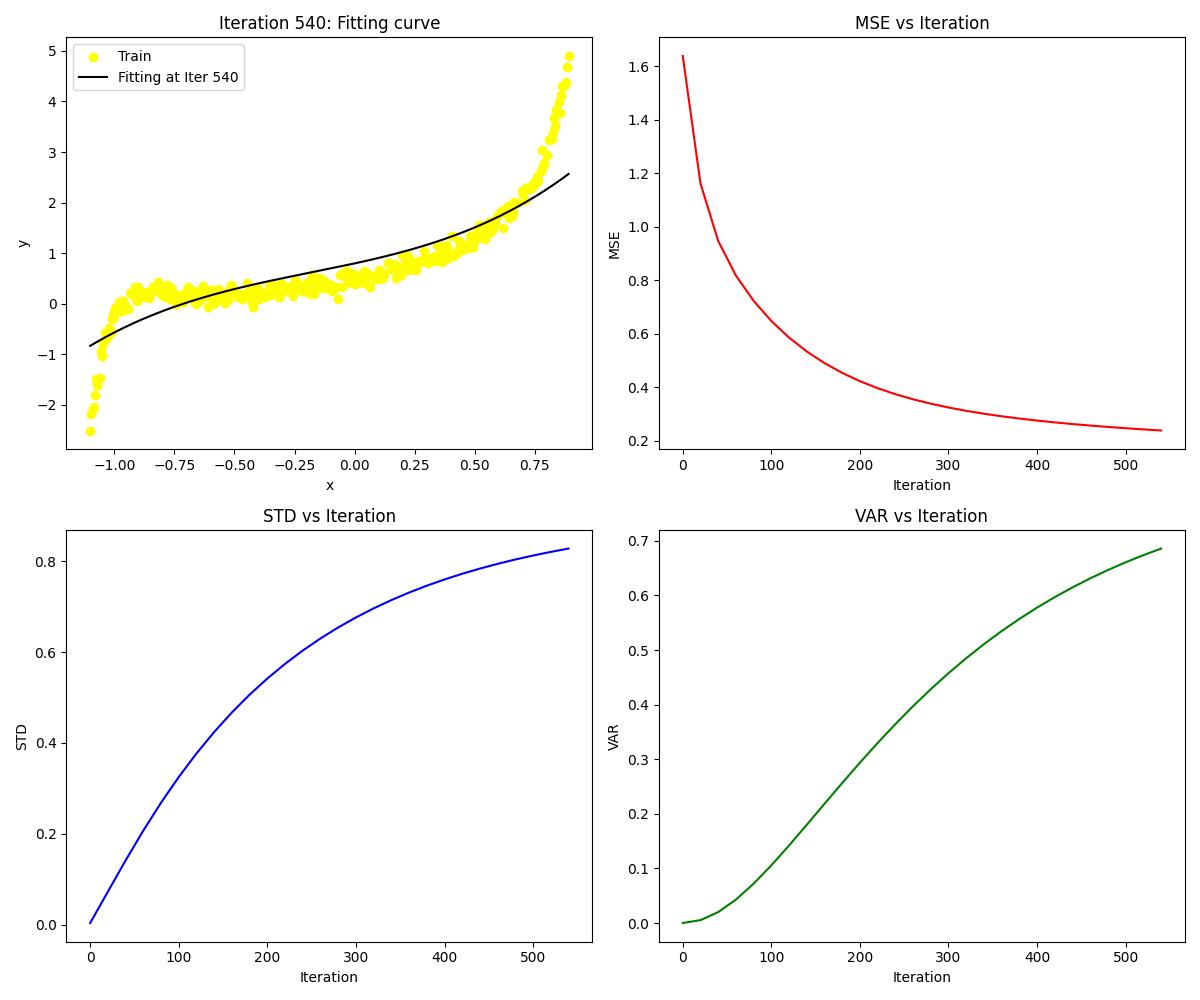 Iteration 540: Fitting curve
Train
Fitting at Iter 540
5
4
3
2
1
0
−1
−2
y
−1.00 −0.75 −0.50 −0.25 0.00 0.25 0.50 0.75
x
MSE vs Iteration
1.6
1.4
1.2
1.0
0.8
0.6
0.4
0.2
MSE
0 100 200 300 400 500
Iteration
STD vs Iteration
0.8
0.6
0.4
0.2
0.0
STD
0 100 200 300 400 500
Iteration
VAR vs Iteration
0.7
0.6
0.5
0.4
0.3
0.2
0.1
0.0
VAR
0 100 200 300 400 500
Iteration